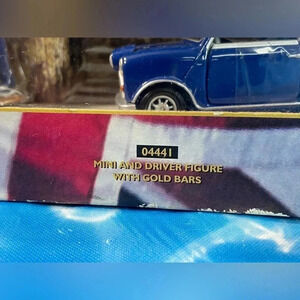 04441
MINI AND DRIVER FIGURE
WITH GOLD BARS